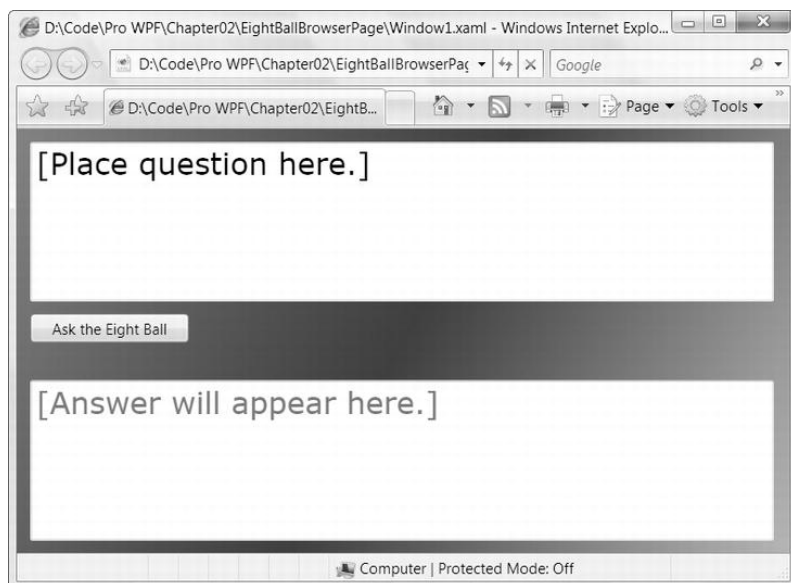 D:\Code\Pro WPF\Chapter02\EightBallBrowserPage\Window1.xaml - Windows Internet Explo...
D:\Code\Pro WPF\Chapter02\EightBallBrowserPag
Google
D:\Code\Pro WPF\Chapter02\EightB...
Page
Tools
[Place question here.]
Ask the Eight Ball
[Answer will appear here.]
Computer | Protected Mode: Off